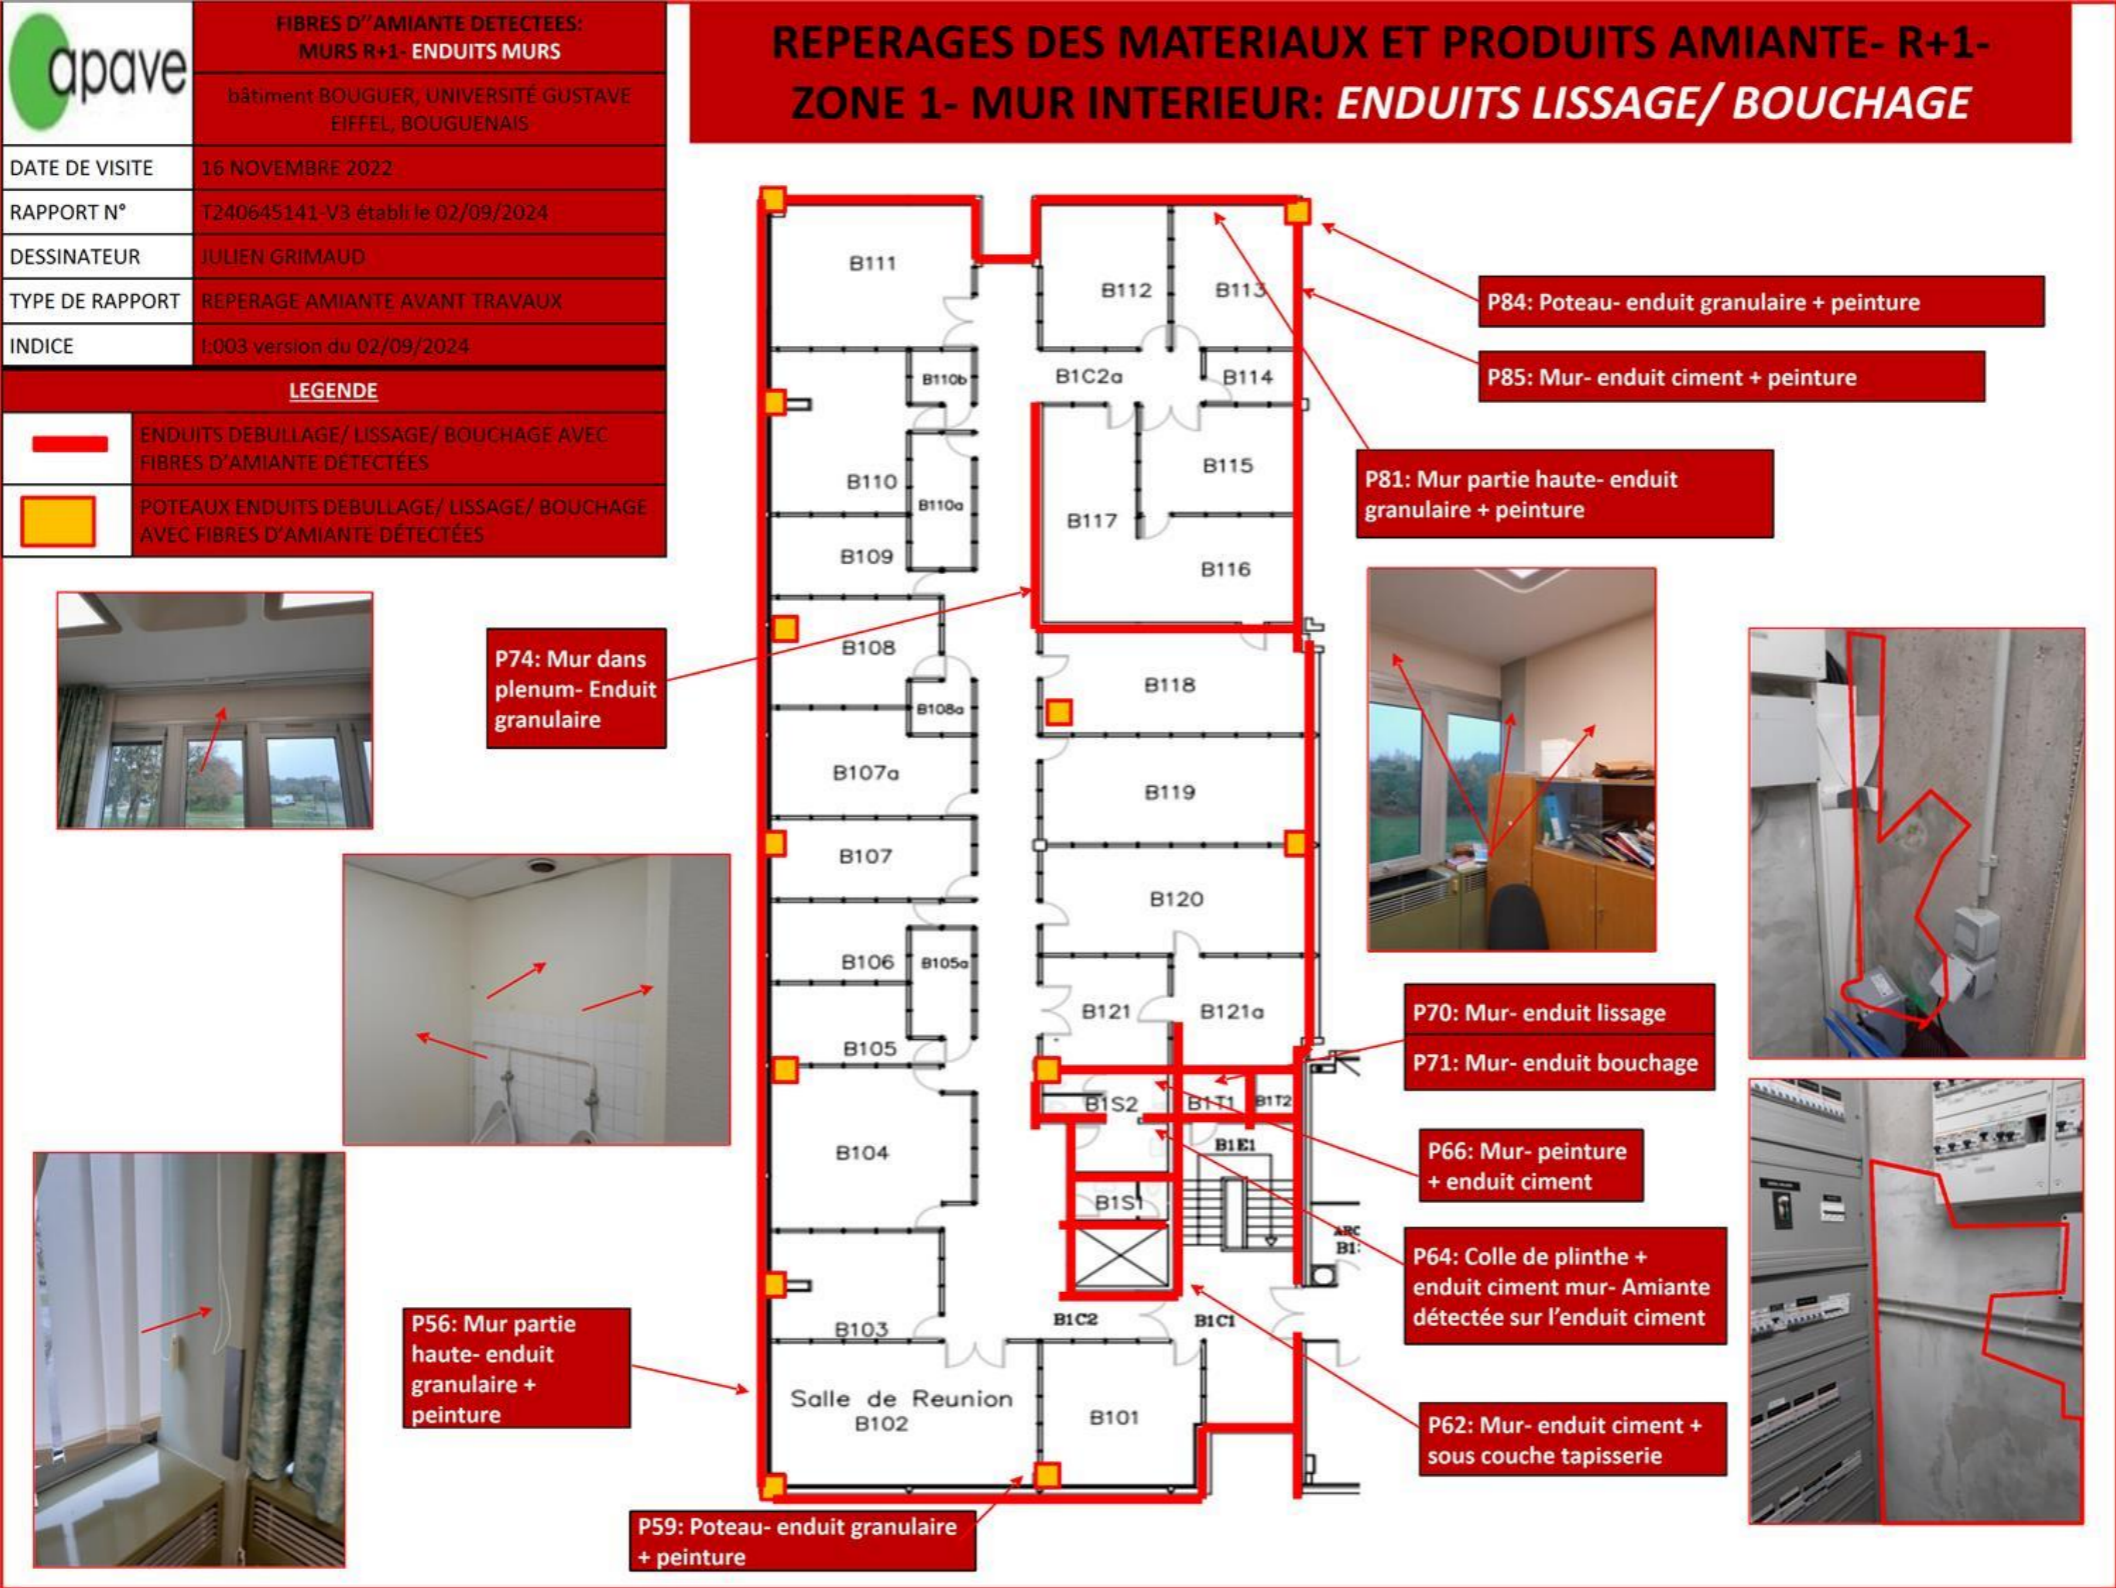 apave
FIBRES D''AMIANTE DETECTEES:
MURS R+1- ENDUITS MURS
bâtiment BOUGUER, UNIVERSITÉ GUSTAVE
EIFFEL, BOUGUENAIS
DATE DE VISITE
16 NOVEMBRE 2022
RAPPORT N°
T240645141-V3 établi le 02/09/2024
DESSINATEUR
JULIEN GRIMAUD
TYPE DE RAPPORT
REPERAGE AMIANTE AVANT TRAVAUX
INDICE
I:003 version du 02/09/2024
LEGENDE
ENDUITS DEBULLAGE/ LISSAGE/ BOUCHAGE AVEC
FIBRES D'AMIANTE DÉTECTÉES
POTEAUX ENDUITS DEBULLAGE/ LISSAGE/ BOUCHAGE
AVEC FIBRES D'AMIANTE DÉTECTÉES
REPERAGES DES MATERIAUX ET PRODUITS AMIANTE- R+1-
ZONE 1- MUR INTERIEUR: ENDUITS LISSAGE/ BOUCHAGE
B111
B112
B113
B110b
B1C2a
B114
B110
B110a
B115
B117
B109
B116
B108
B118
B108a
B107a
B119
B107
B120
B106
B105a
B121
B121a
B105
B1S2
B1T1
B1T2
B104
B1E1
B1S1
ARC
B1:
B103
B1C2
B1C1
Salle de Reunion
B102
B101
P84: Poteau- enduit granulaire + peinture
P85: Mur- enduit ciment + peinture
P81: Mur partie haute- enduit
granulaire + peinture
P74: Mur dans
plenum- Enduit
granulaire
P70: Mur- enduit lissage
P71: Mur- enduit bouchage
P66: Mur- peinture
+ enduit ciment
P64: Colle de plinthe +
enduit ciment mur- Amiante
détectée sur l'enduit ciment
P56: Mur partie
haute- enduit
granulaire +
peinture
P62: Mur- enduit ciment +
sous couche tapisserie
P59: Poteau- enduit granulaire
+ peinture